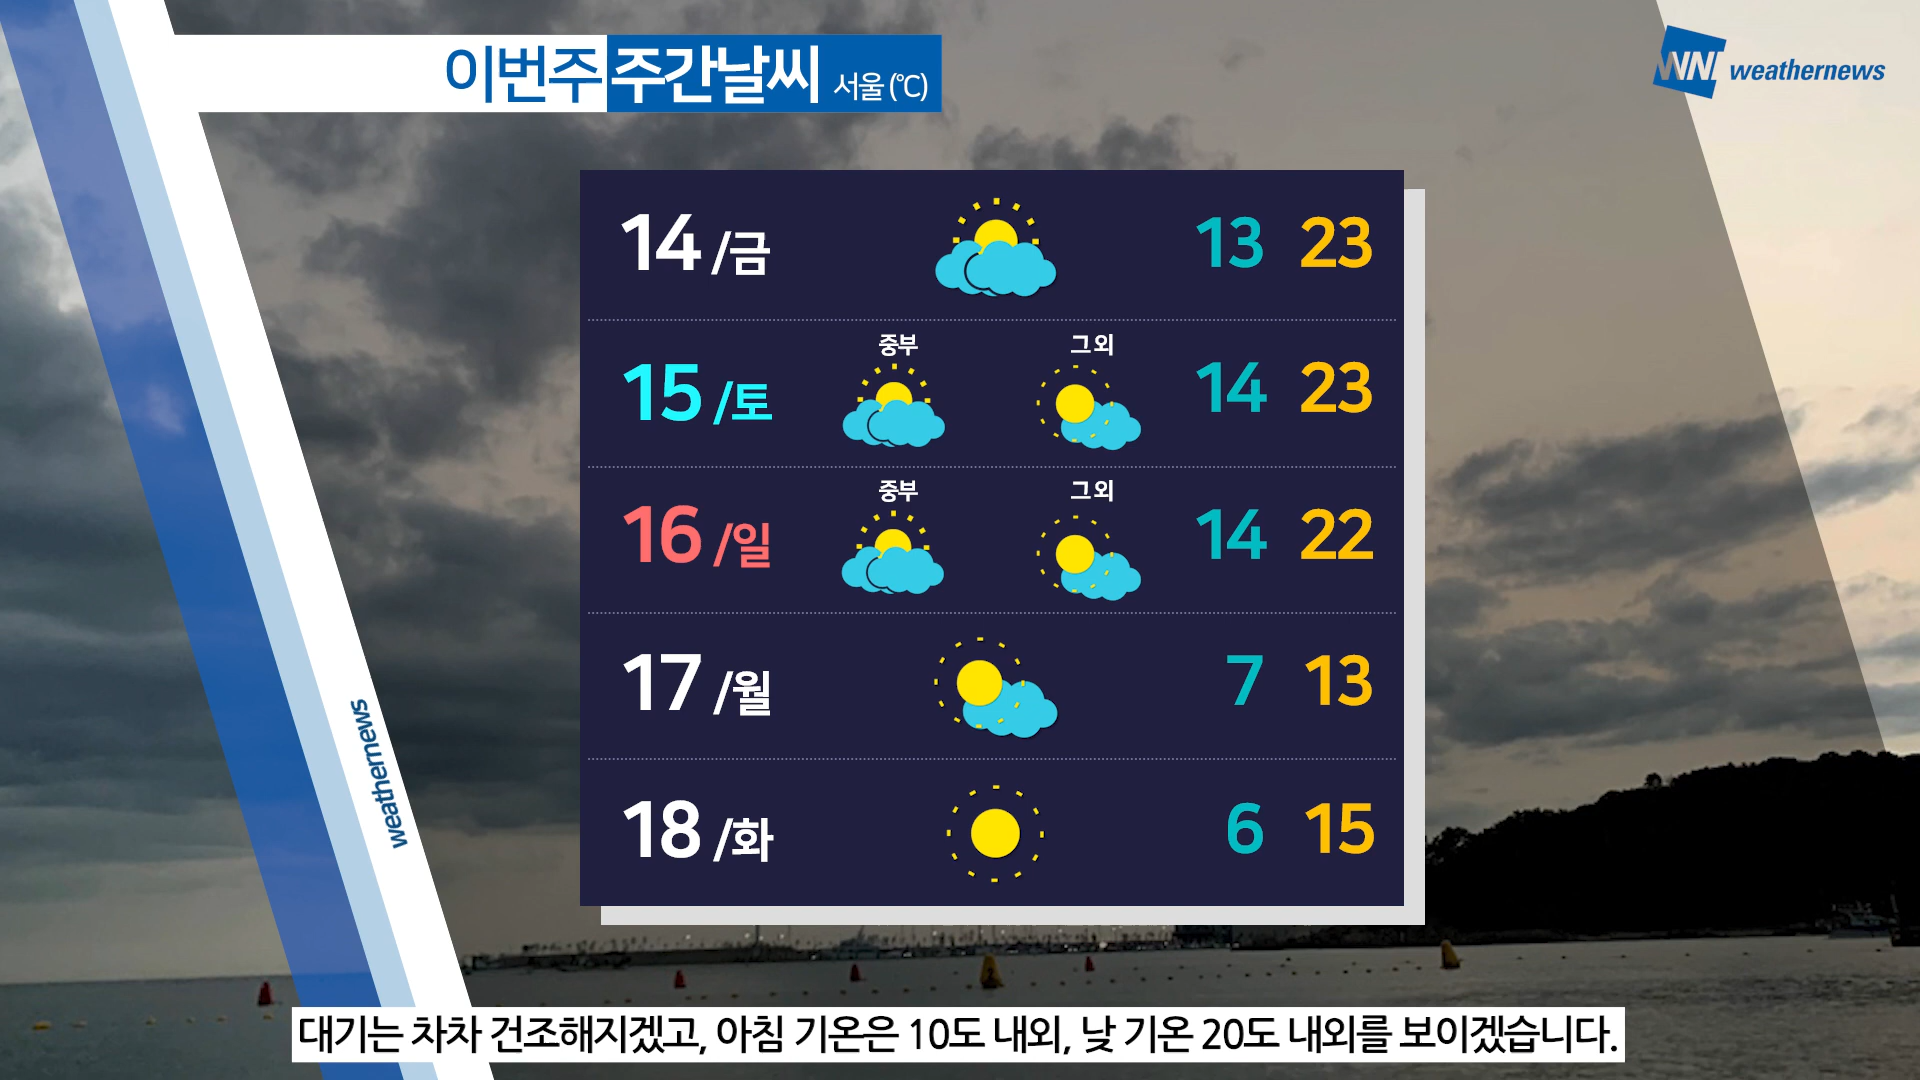 이번주 주간날씨 서울 (℃)
WNI weathernews
14 /금 13 23
중부 그 외
15 /토 14 23
중부 그 외
16 /일 14 22
17 /월 7 13
18 /화 6 15
weathernews
대기는 차차 건조해지겠고, 아침 기온은 10도 내외, 낮 기온 20도 내외를 보이겠습니다.